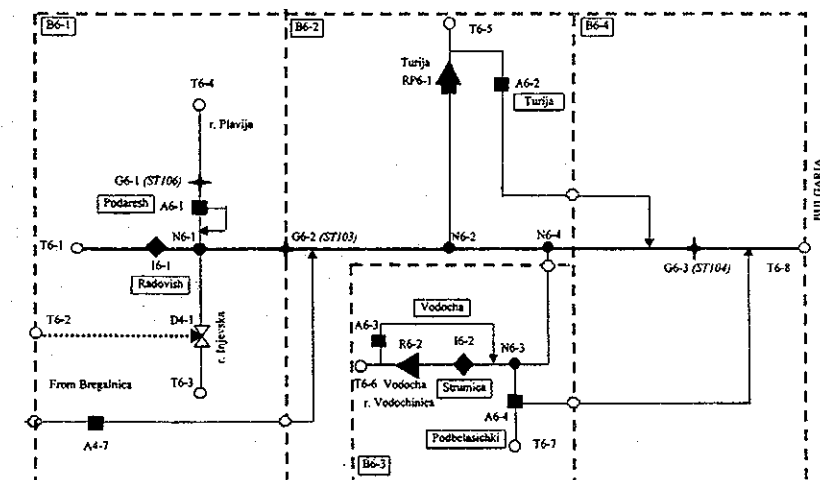 B6-1
B6-2
B6-4
T6-5
Turija
RP6-1
A6-2
Turija
T6-4
r. Plavija
G6-1 (ST106)
Podaresh
A6-1
BULGARIA
T6-1
N6-1
G6-2 (ST103)
N6-2
N6-4
I6-1
Radovish
G6-3 (ST104)
T6-8
T6-2
D4-1
r. Injevska
Vodocha
A6-3
R6-2
I6-2
N6-3
T6-3
T6-6
Vodocha
Strumica
r. Vodochinica
From Bregalnica
A6-4
A4-7
Podbelasichki
T6-7
B6-3